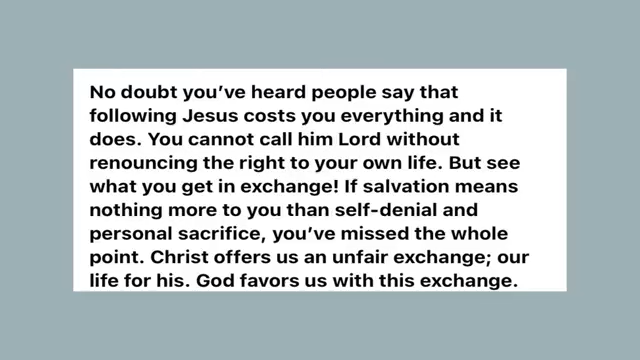 No doubt you’ve heard people say that
following Jesus costs you everything and it
does. You cannot call him Lord without
renouncing the right to your own life. But see
what you get in exchange! If salvation means
nothing more to you than self-denial and
personal sacrifice, you’ve missed the whole
point. Christ offers us an unfair exchange; our
life for his. God favors us with this exchange.